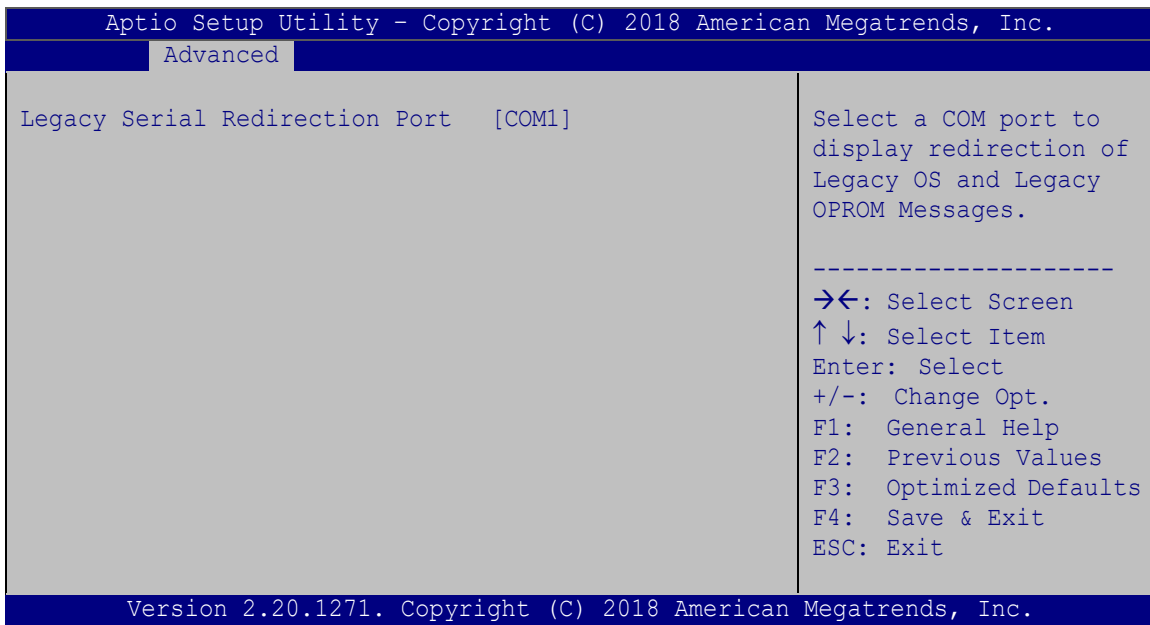 Aptio Setup Utility – Copyright (C) 2018 American Megatrends, Inc.
Advanced
Legacy Serial Redirection Port [COM1]
Select a COM port to
display redirection of
Legacy OS and Legacy
OPROM Messages.
---------------------
→←: Select Screen
↑ ↓: Select Item
Enter: Select
+/-: Change Opt.
F1: General Help
F2: Previous Values
F3: Optimized Defaults
F4: Save & Exit
ESC: Exit
Version 2.20.1271. Copyright (C) 2018 American Megatrends, Inc.